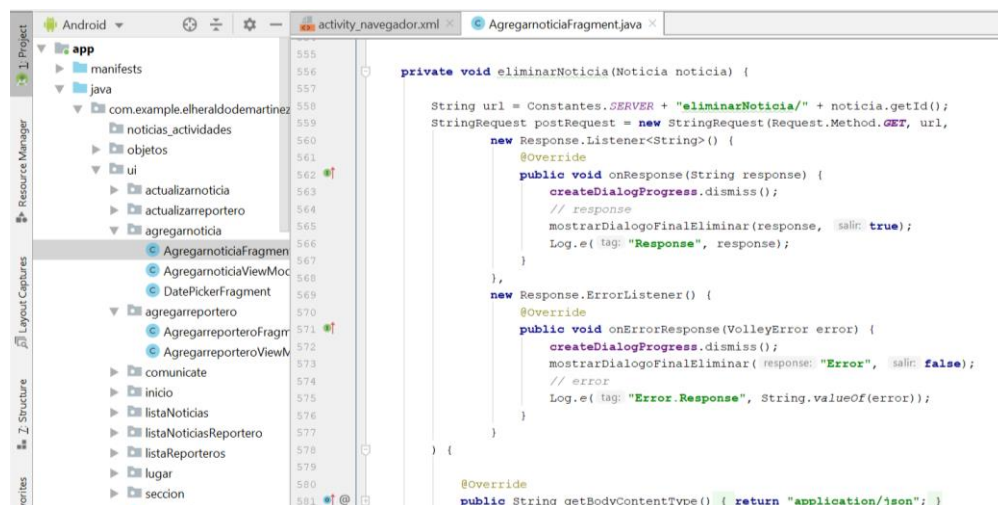 1: Project
Resource Manager
Layout Captures
7: Structure
Android
app
manifests
java
com.example.elheraldodemartinez
noticias_actividades
objetos
ui
actualizarnoticia
actualizarreportero
agregarnoticia
AgregarnoticiaFragmen
AgregarnoticiaViewMod
DatePickerFragment
agregarreportero
AgregarreporteroFragm
AgregarreporteroViewM
comunicate
inicio
listaNoticias
listaNoticiasReportero
listaReporteros
lugar
seccion
activity_navegador.xml
AgregarnoticiaFragment.java
555
556 private void eliminarNoticia(Noticia noticia) {
557
558 String url = Constantes.SERVER + "eliminarNoticia/" + noticia.getId();
559 StringRequest postRequest = new StringRequest(Request.Method.GET, url,
560 new Response.Listener<String>() {
561 @Override
562 public void onResponse(String response) {
563 createDialogProgress.dismiss();
564 // response
565 mostrarDialogoFinalEliminar(response, salir: true);
566 Log.e( tag: "Response", response);
567 }
568 },
569 new Response.ErrorListener() {
570 @Override
571 public void onErrorResponse(VolleyError error) {
572 createDialogProgress.dismiss();
573 mostrarDialogoFinalEliminar( response: "Error", salir: false);
574 // error
575 Log.e( tag: "Error.Response", String.valueOf(error));
576 }
577 }
578 ) {
579
580 @Override
581 @ public String getBodyContentType() { return "application/json"; }